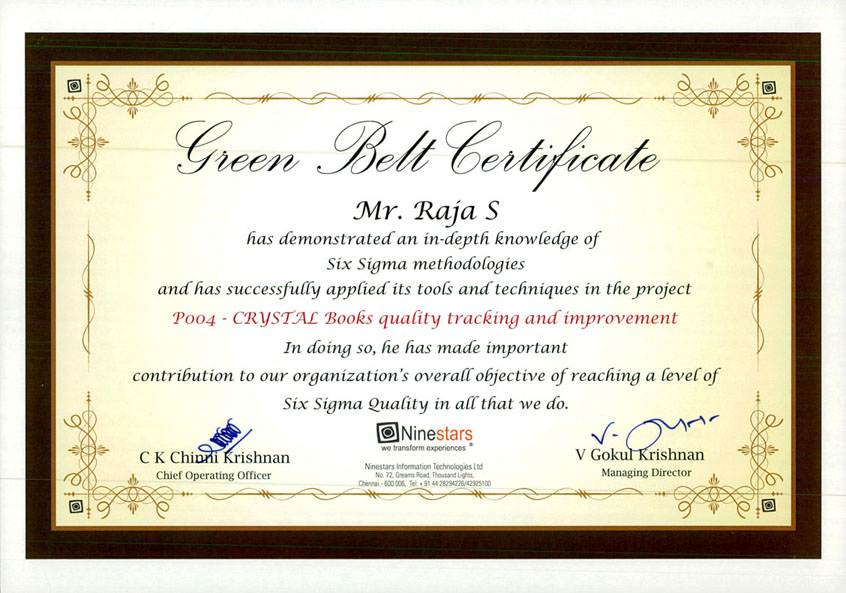 Green Belt Certificate
Mr. Raja S
has demonstrated an in-depth knowledge of
Six Sigma methodologies
and has successfully applied its tools and techniques in the project
P004 - CRYSTAL Books quality tracking and improvement
In doing so, he has made important
contribution to our organization's overall objective of reaching a level of
Six Sigma Quality in all that we do.
C K Chinni Krishnan
Chief Operating Officer
Ninestars
we transform experiences ®
Ninestars Information Technologies Ltd
No. 72, Greams Road, Thousand Lights,
Chennai - 600 006, Tel: + 91 44 28294226/42925100
V Gokul Krishnan
Managing Director